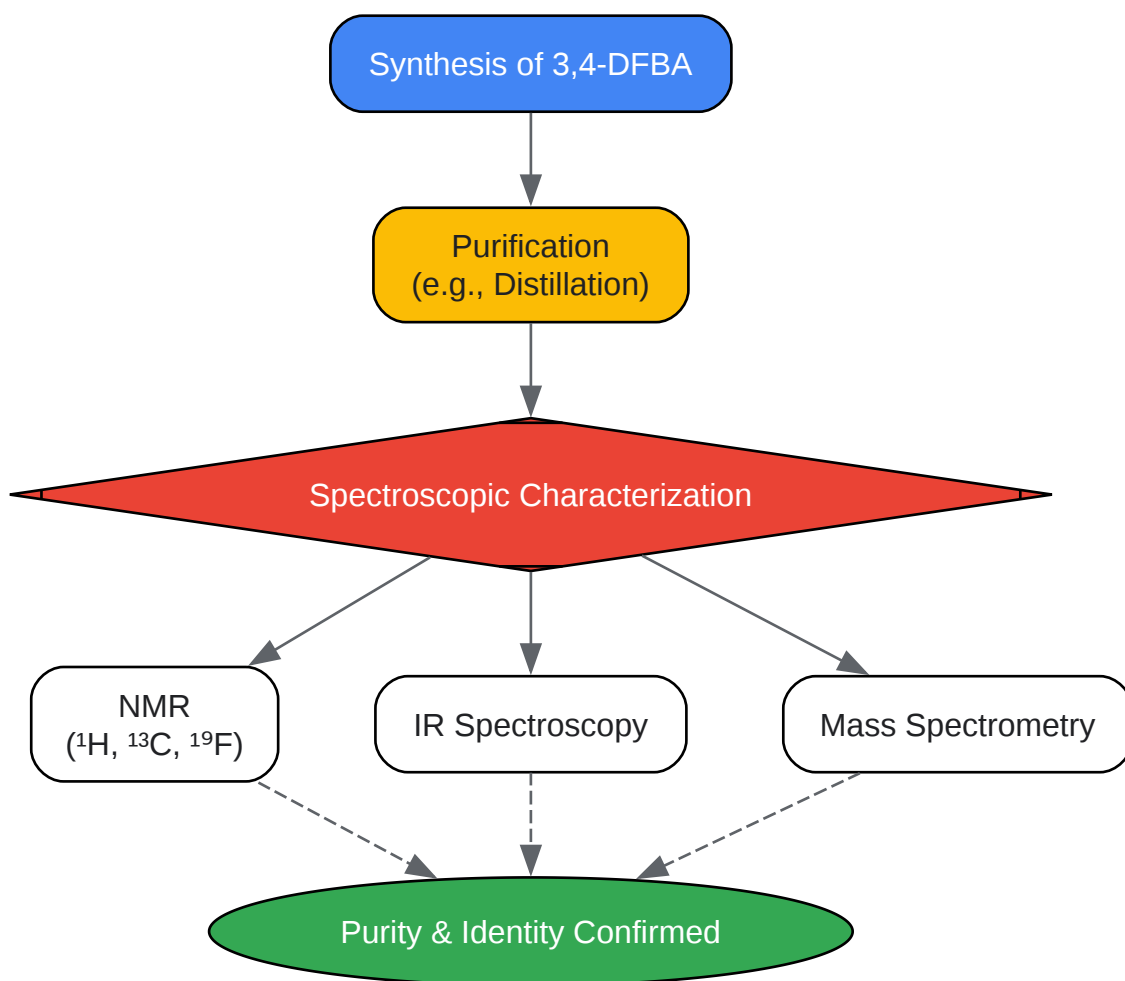 Synthesis of 3,4-DFBA
Purification
(e.g., Distillation)
Spectroscopic Characterization
NMR
(¹H, ¹³C, ¹⁹F)
IR Spectroscopy
Mass Spectrometry
Purity & Identity Confirmed